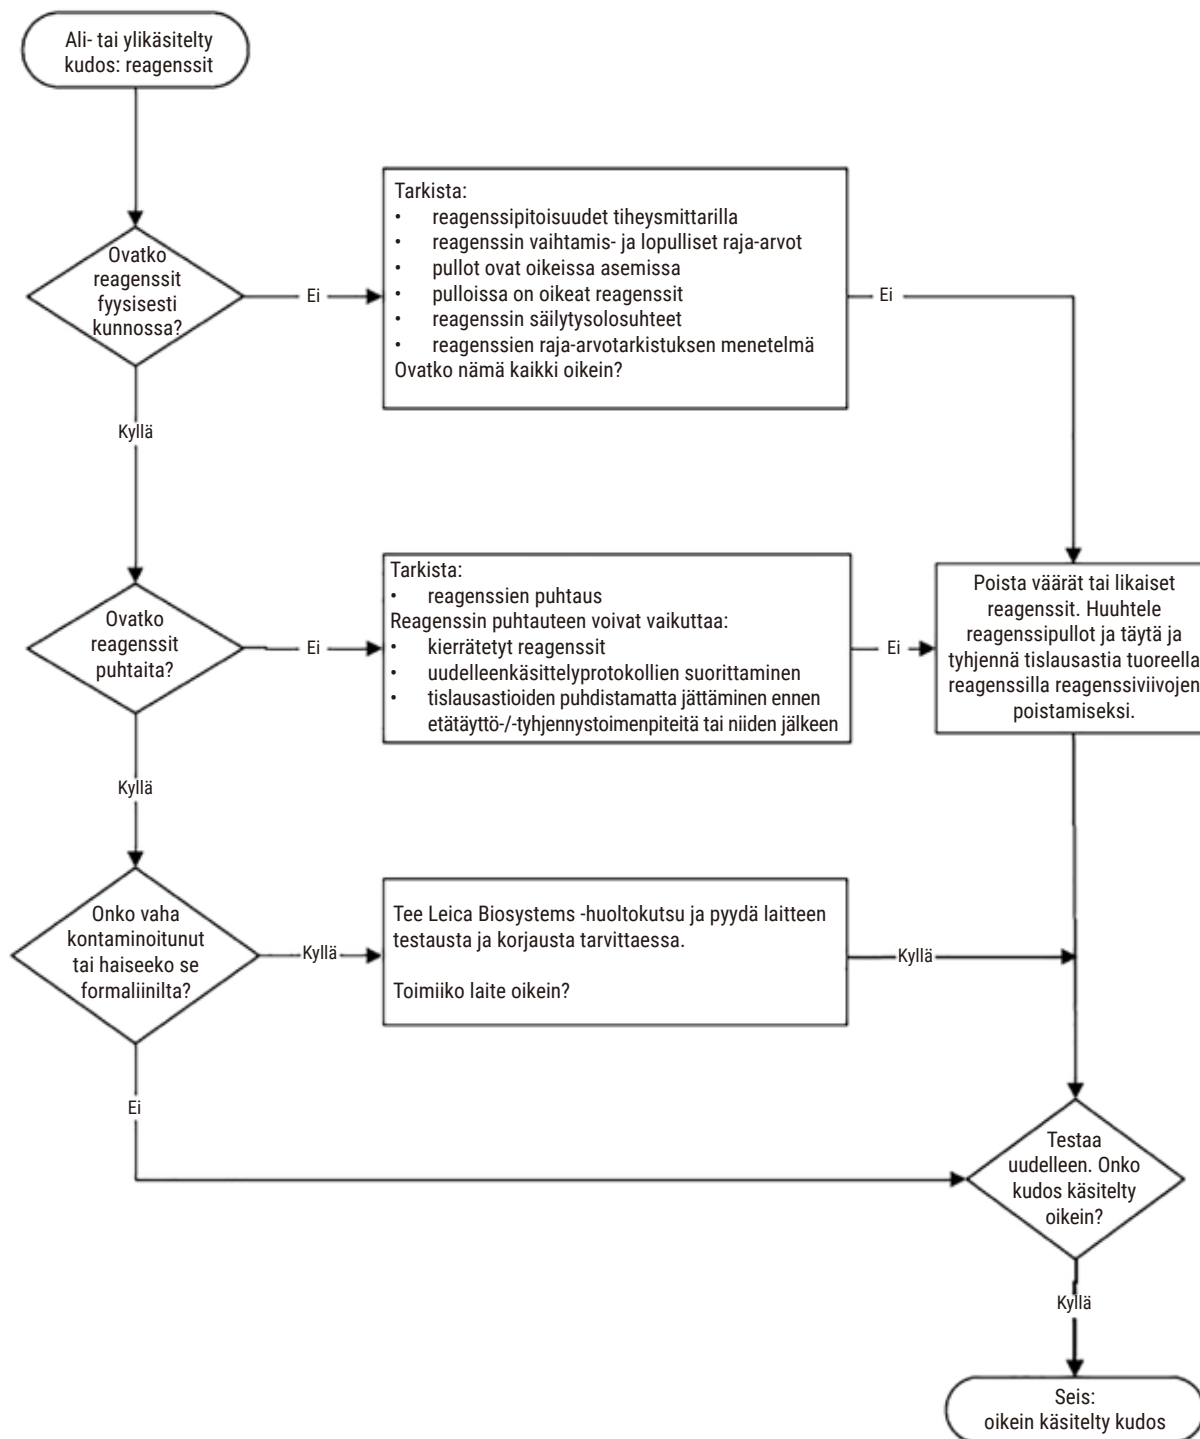 Ali- tai ylikäsitelty
kudos: reagenssit
Ovatko
reagenssit
fyysisesti
kunnossa?
Ei
Tarkista:
• reagenssipitoisuudet tiheysmittarilla
• reagenssin vaihtamis- ja lopulliset raja-arvot
• pullot ovat oikeissa asemissa
• pulloissa on oikeat reagenssit
• reagenssin säilytysolosuhteet
• reagenssien raja-arvotarkistuksen menetelmä
Ovatko nämä kaikki oikein?
Ei
Kyllä
Ovatko
reagenssit
puhtaita?
Ei
Tarkista:
• reagenssien puhtaus
Reagenssin puhtauteen voivat vaikuttaa:
• kierrätetyt reagenssit
• uudelleenkäsittelyprotokollien suorittaminen
• tislausastioiden puhdistamatta jättäminen ennen
etätäyttö-/-tyhjennystoimenpiteitä tai niiden jälkeen
Ei
Poista väärät tai likaiset
reagenssit. Huuhtele
reagenssipullot ja täytä ja
tyhjennä tislausastia tuoreella
reagenssilla reagenssiviivojen
poistamiseksi.
Kyllä
Onko vaha
kontaminoitunut
tai haiseeko se
formaliinilta?
Kyllä
Tee Leica Biosystems -huoltokutsu ja pyydä laitteen
testausta ja korjausta tarvittaessa.
Toimiiko laite oikein?
Kyllä
Ei
Testaa
uudelleen. Onko
kudos käsitelty
oikein?
Kyllä
Seis:
oikein käsitelty kudos